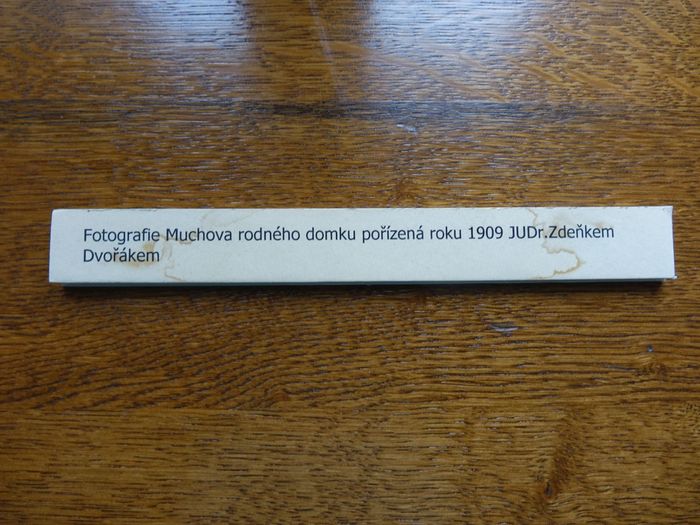 Fotografie Muchova rodného domku pořízená roku 1909 JUDr.Zdeňkem
Dvořákem